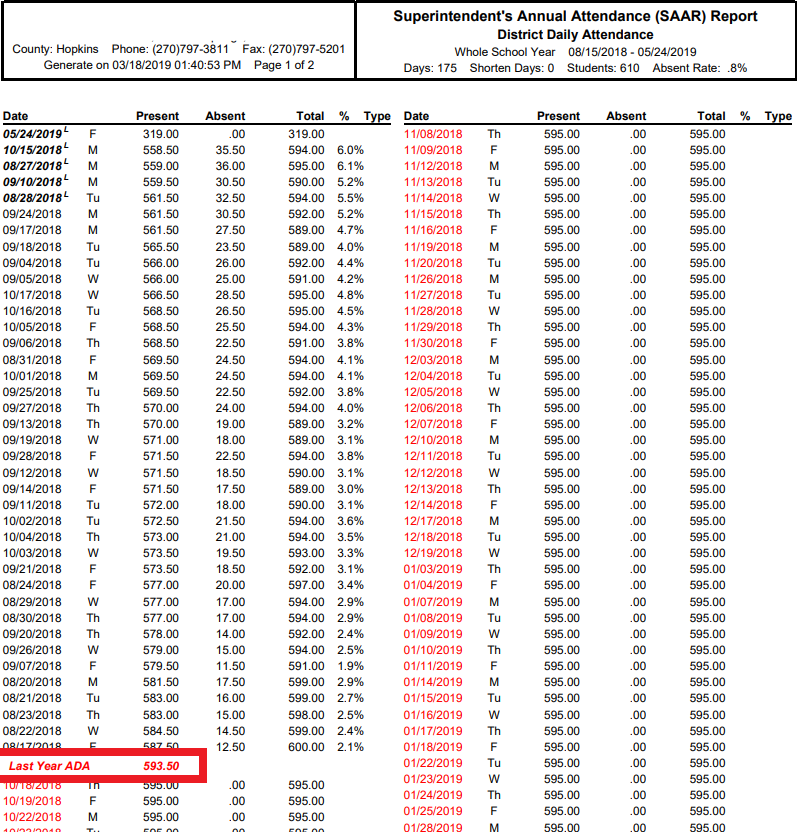 County: Hopkins Phone: (270)797-3811 Fax: (270)797-5201
Generate on 03/18/2019 01:40:53 PM Page 1 of 2
Superintendent's Annual Attendance (SAAR) Report
District Daily Attendance
Whole School Year 08/15/2018 - 05/24/2019
Days: 175 Shorten Days: 0 Students: 610 Absent Rate: .8%
Date Present Absent Total % Type
05/24/2019 L F 319.00 .00 319.00
10/15/2018 L M 558.50 35.50 594.00 6.0%
08/27/2018 L M 559.00 36.00 595.00 6.1%
09/10/2018 L M 559.50 30.50 590.00 5.2%
08/28/2018 L Tu 561.50 32.50 594.00 5.5%
09/24/2018 M 561.50 30.50 592.00 5.2%
09/17/2018 M 561.50 27.50 589.00 4.7%
09/18/2018 Tu 565.50 23.50 589.00 4.0%
09/04/2018 Tu 566.00 26.00 592.00 4.4%
09/05/2018 W 566.00 25.00 591.00 4.2%
10/17/2018 W 566.50 28.50 595.00 4.8%
10/16/2018 Tu 568.50 26.50 595.00 4.5%
10/05/2018 F 568.50 25.50 594.00 4.3%
09/06/2018 Th 568.50 22.50 591.00 3.8%
08/31/2018 F 569.50 24.50 594.00 4.1%
10/01/2018 M 569.50 24.50 594.00 4.1%
09/25/2018 Tu 569.50 22.50 592.00 3.8%
09/27/2018 Th 570.00 24.00 594.00 4.0%
09/13/2018 Th 570.00 19.00 589.00 3.2%
09/19/2018 W 571.00 18.00 589.00 3.1%
09/28/2018 F 571.50 22.50 594.00 3.8%
09/12/2018 W 571.50 18.50 590.00 3.1%
09/14/2018 F 571.50 17.50 589.00 3.0%
09/11/2018 Tu 572.00 18.00 590.00 3.1%
10/02/2018 Tu 572.50 21.50 594.00 3.6%
10/04/2018 Th 573.00 21.00 594.00 3.5%
10/03/2018 W 573.50 19.50 593.00 3.3%
09/21/2018 F 573.50 18.50 592.00 3.1%
08/24/2018 F 577.00 20.00 597.00 3.4%
08/29/2018 W 577.00 17.00 594.00 2.9%
08/30/2018 Th 577.00 17.00 594.00 2.9%
09/20/2018 Th 578.00 14.00 592.00 2.4%
09/26/2018 W 579.00 15.00 594.00 2.5%
09/07/2018 F 579.50 11.50 591.00 1.9%
08/20/2018 M 581.50 17.50 599.00 2.9%
08/21/2018 Tu 583.00 16.00 599.00 2.7%
08/23/2018 Th 583.00 15.00 598.00 2.5%
08/22/2018 W 584.50 14.50 599.00 2.4%
08/17/2018 F 587.50 12.50 600.00 2.1%
Last Year ADA 593.50
10/18/2018 Th 595.00 .00 595.00
10/19/2018 F 595.00 .00 595.00
10/22/2018 M 595.00 .00 595.00
10/23/2018 Tu 595.00 .00 595.00
Date Present Absent Total % Type
11/08/2018 Th 595.00 .00 595.00
11/09/2018 F 595.00 .00 595.00
11/12/2018 M 595.00 .00 595.00
11/13/2018 Tu 595.00 .00 595.00
11/14/2018 W 595.00 .00 595.00
11/15/2018 Th 595.00 .00 595.00
11/16/2018 F 595.00 .00 595.00
11/19/2018 M 595.00 .00 595.00
11/20/2018 Tu 595.00 .00 595.00
11/26/2018 M 595.00 .00 595.00
11/27/2018 Tu 595.00 .00 595.00
11/28/2018 W 595.00 .00 595.00
11/29/2018 Th 595.00 .00 595.00
11/30/2018 F 595.00 .00 595.00
12/03/2018 M 595.00 .00 595.00
12/04/2018 Tu 595.00 .00 595.00
12/05/2018 W 595.00 .00 595.00
12/06/2018 Th 595.00 .00 595.00
12/07/2018 F 595.00 .00 595.00
12/10/2018 M 595.00 .00 595.00
12/11/2018 Tu 595.00 .00 595.00
12/12/2018 W 595.00 .00 595.00
12/13/2018 Th 595.00 .00 595.00
12/14/2018 F 595.00 .00 595.00
12/17/2018 M 595.00 .00 595.00
12/18/2018 Tu 595.00 .00 595.00
12/19/2018 W 595.00 .00 595.00
01/03/2019 Th 595.00 .00 595.00
01/04/2019 F 595.00 .00 595.00
01/07/2019 M 595.00 .00 595.00
01/08/2019 Tu 595.00 .00 595.00
01/09/2019 W 595.00 .00 595.00
01/10/2019 Th 595.00 .00 595.00
01/11/2019 F 595.00 .00 595.00
01/14/2019 M 595.00 .00 595.00
01/15/2019 Tu 595.00 .00 595.00
01/16/2019 W 595.00 .00 595.00
01/17/2019 Th 595.00 .00 595.00
01/18/2019 F 595.00 .00 595.00
01/22/2019 Tu 595.00 .00 595.00
01/23/2019 W 595.00 .00 595.00
01/24/2019 Th 595.00 .00 595.00
01/25/2019 F 595.00 .00 595.00
01/28/2019 M 595.00 .00 595.00